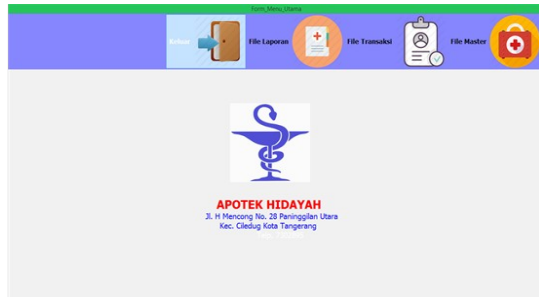 Form_Menu_Utama
Keluar
File Laporan
File Transaksi
File Master
APOTEK HIDAYAH
Jl. H Mencong No. 28 Paninggilan Utara
Kec. Ciledug Kota Tangerang